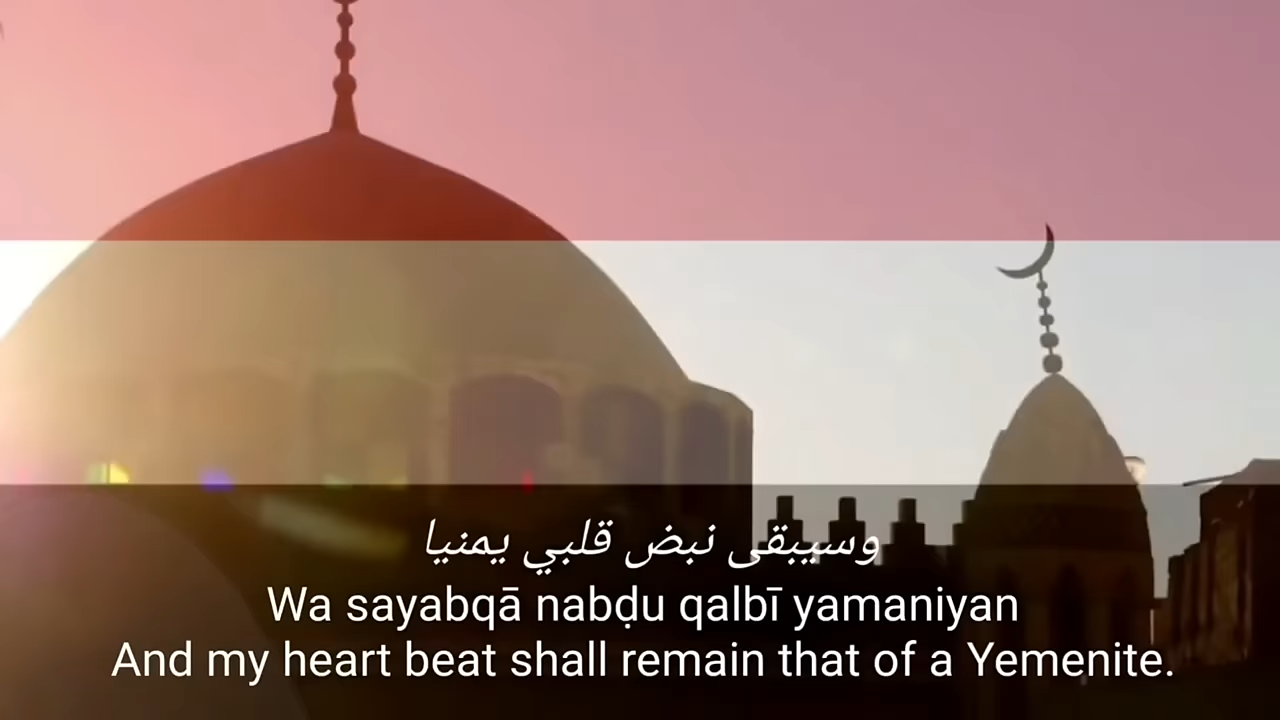 وسيبقى نبض قلبي يمنيا
Wa sayabqā nabḍu qalbī yamaniyan
And my heart beat shall remain that of a Yemenite.